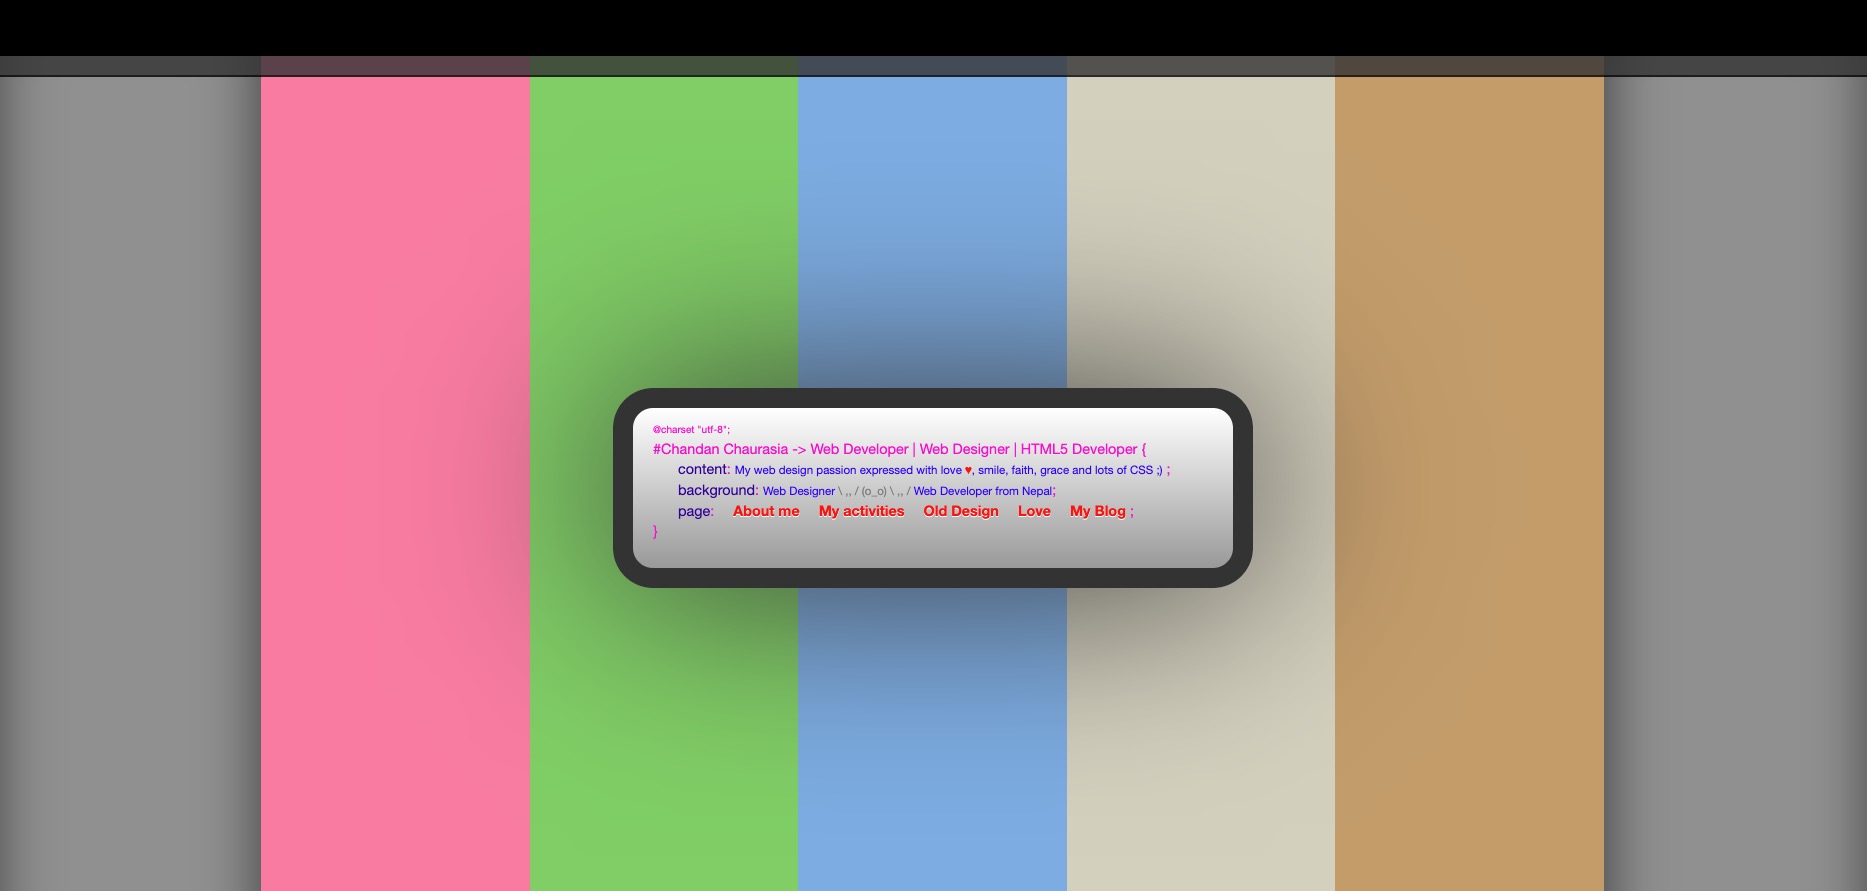 @charset "utf-8";
#Chandan Chaurasia -> Web Developer | Web Designer | HTML5 Developer {
content: My web design passion expressed with love ♥, smile, faith, grace and lots of CSS ;) ;
background: Web Designer \ ,, / (o_o) \ ,, / Web Developer from Nepal;
page: About me My activities Old Design Love My Blog ;
}